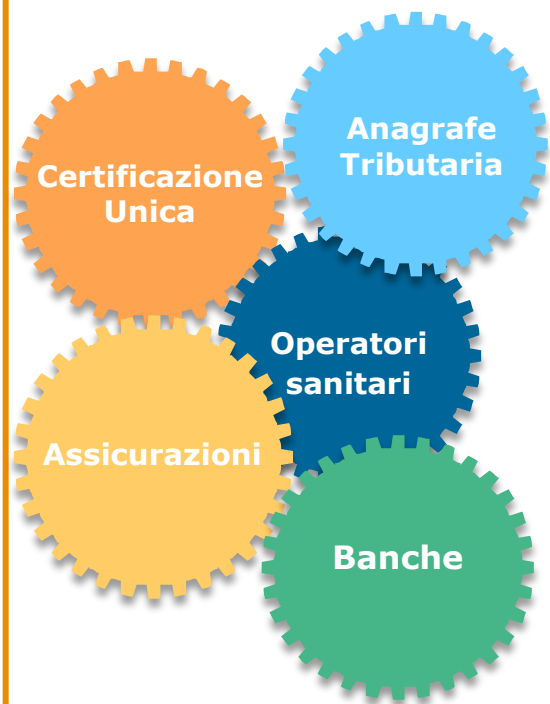 Certificazione
Unica
Anagrafe
Tributaria
Operatori
sanitari
Assicurazioni
Banche